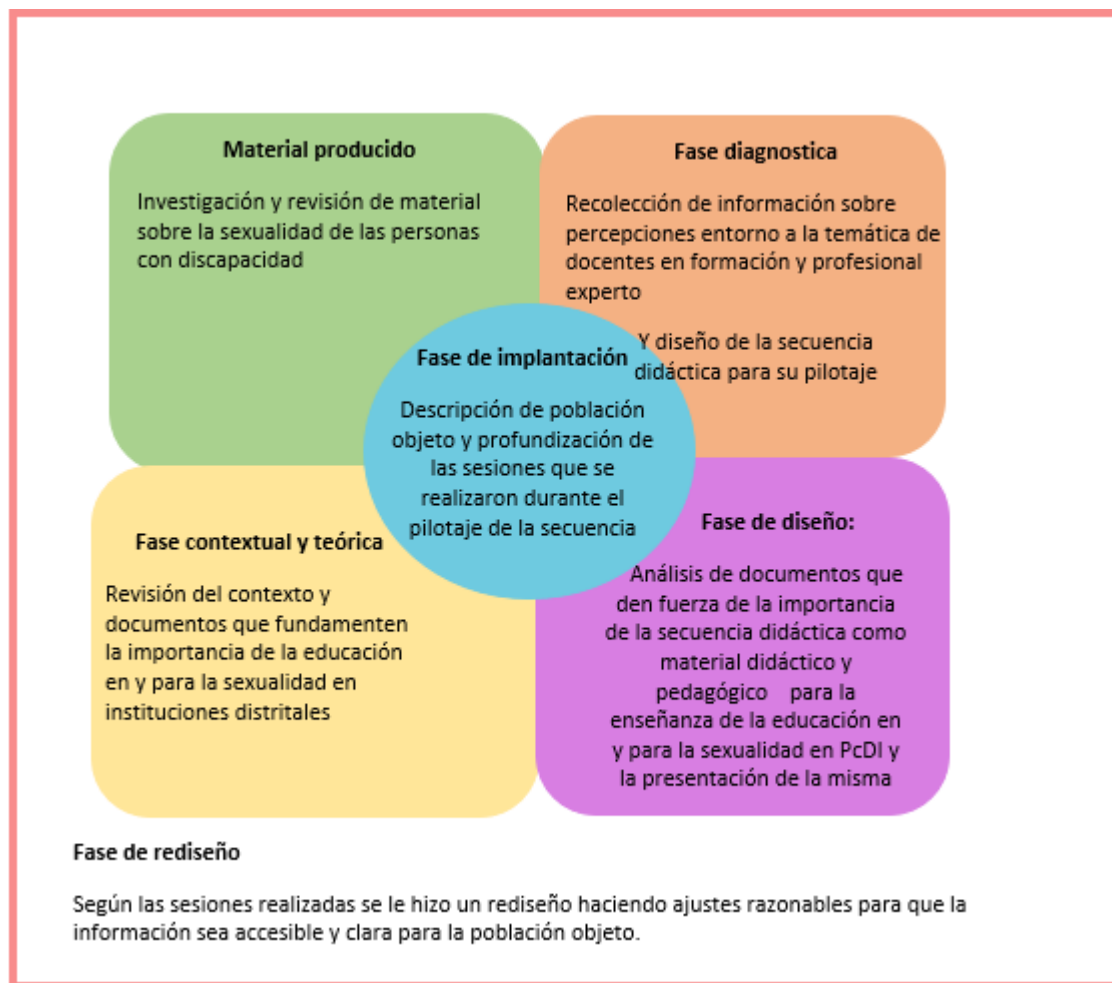 Material producido
Investigación y revisión de material
sobre la sexualidad de las personas
con discapacidad
Fase diagnostica
Recolección de información sobre
percepciones entorno a la temática de
docentes en formación y profesional
experto
Y diseño de la secuencia
didáctica para su pilotaje
Fase de implantación
Descripción de población
objeto y profundización de
las sesiones que se
realizaron durante el
pilotaje de la secuencia
Fase contextual y teórica
Revisión del contexto y
documentos que fundamenten
la importancia de la educación
en y para la sexualidad en
instituciones distritales
Fase de diseño:
Análisis de documentos que
den fuerza de la importancia
de la secuencia didáctica como
material didáctico y
pedagógico para la
enseñanza de la educación en
y para la sexualidad en PcDI y
la presentación de la misma
Fase de rediseño
Según las sesiones realizadas se le hizo un rediseño haciendo ajustes razonables para que la
información sea accesible y clara para la población objeto.